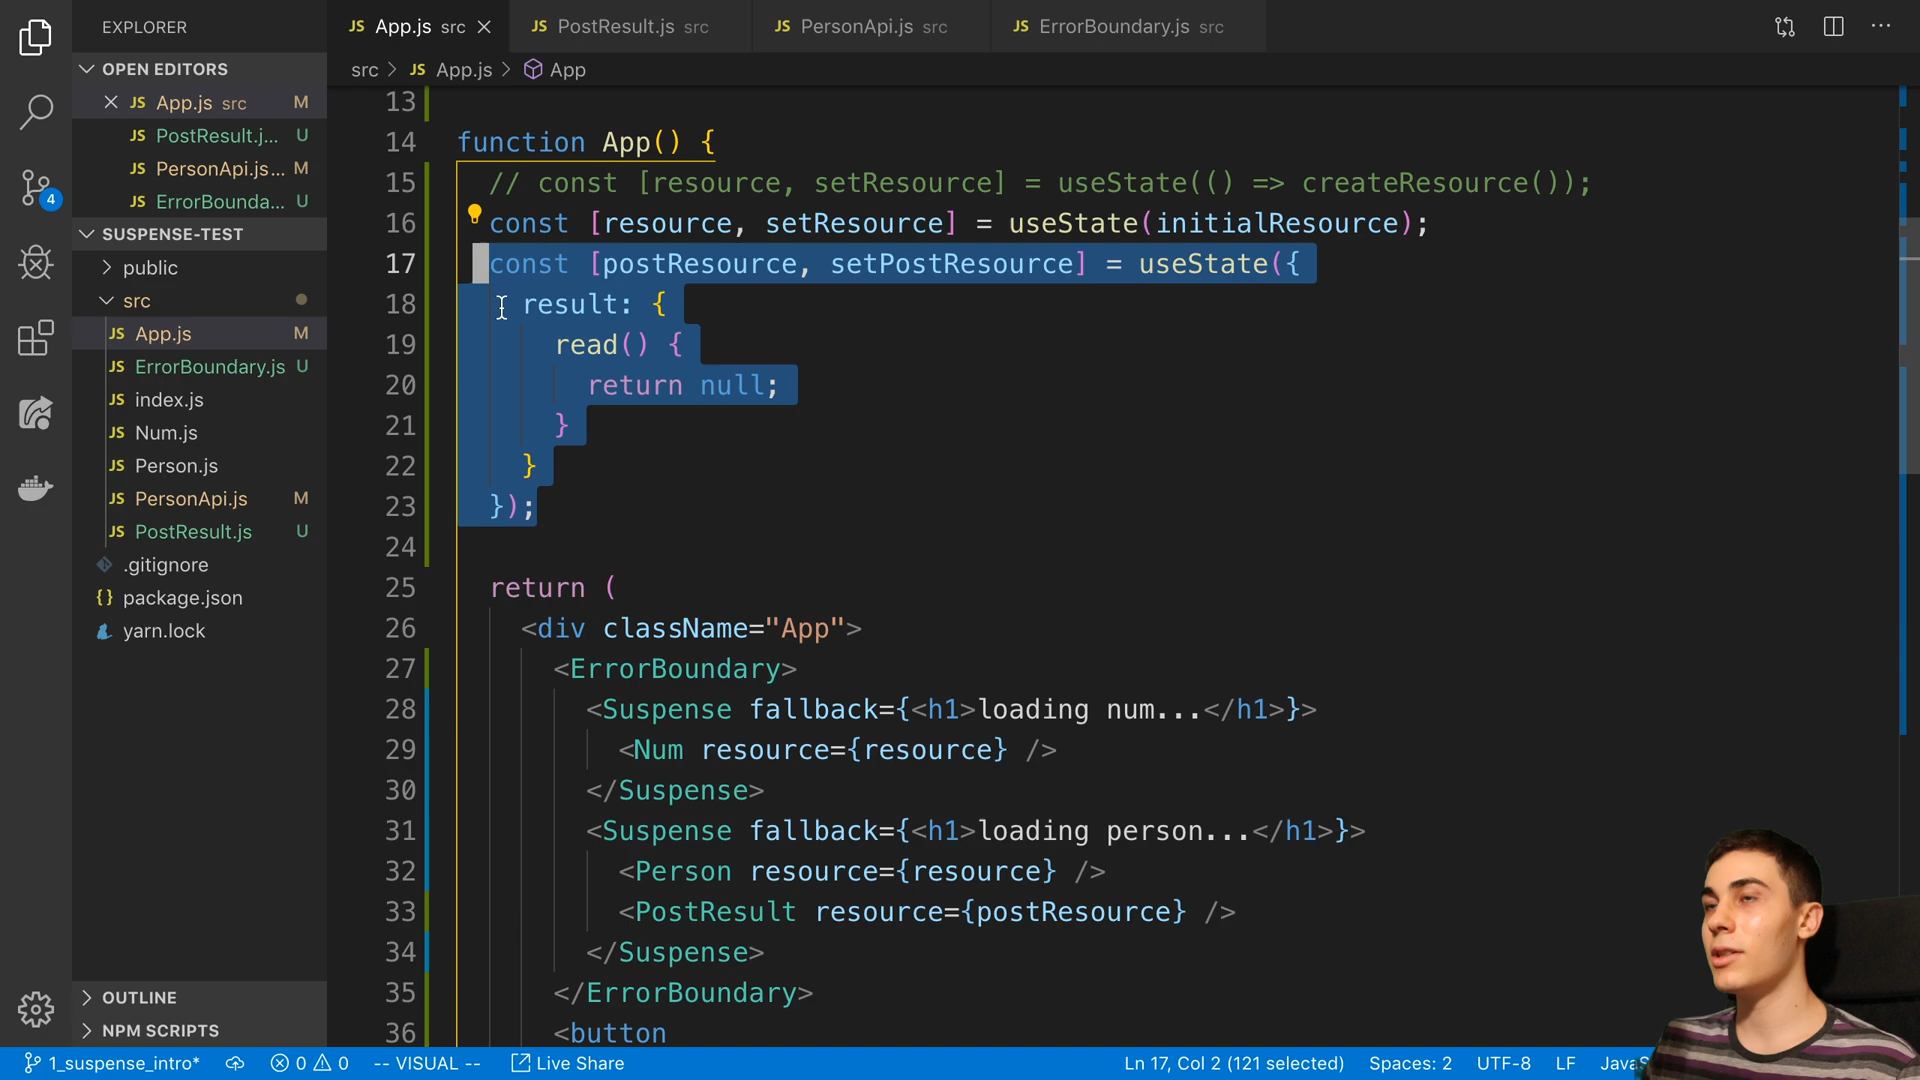 EXPLORER
OPEN EDITORS
JS App.js src M
JS PostResult.j... U
JS PersonApi.js... M
JS ErrorBounda... U
4
SUSPENSE-TEST
public
src
JS App.js M
JS ErrorBoundary.js U
JS index.js
JS Num.js
JS Person.js
JS PersonApi.js M
JS PostResult.js U
.gitignore
{} package.json
yarn.lock
OUTLINE
NPM SCRIPTS
JS App.js src
JS PostResult.js src
JS PersonApi.js src
JS ErrorBoundary.js src
src > JS App.js > App
13
14 function App() {
15 // const [resource, setResource] = useState(() => createResource());
16 const [resource, setResource] = useState(initialResource);
17 const [postResource, setPostResource] = useState({
18 result: {
19 read() {
20 return null;
21 }
22 }
23 });
24
25 return (
26 <div className="App">
27 <ErrorBoundary>
28 <Suspense fallback={<h1>loading num...</h1>}>
29 <Num resource={resource} />
30 </Suspense>
31 <Suspense fallback={<h1>loading person...</h1>}>
32 <Person resource={resource} />
33 <PostResult resource={postResource} />
34 </Suspense>
35 </ErrorBoundary>
36 <button
1_suspense_intro* 0 0 -- VISUAL -- Live Share Ln 17, Col 2 (121 selected) Spaces: 2 UTF-8 LF